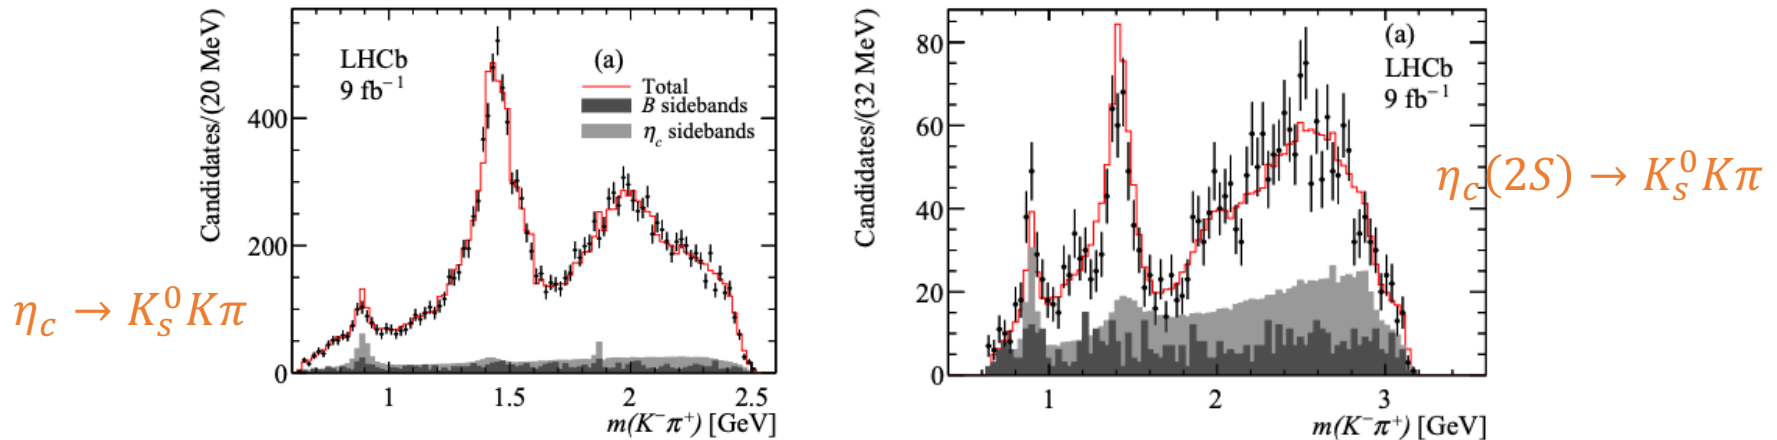 Candidates/(20 MeV)
LHCb
9 fb⁻¹
(a)
Total
B sidebands
η_c sidebands
400
200
0
1
1.5
2
2.5
m(K⁻π⁺) [GeV]
η_c → K_s^0 Kπ
Candidates/(32 MeV)
(a)
LHCb
9 fb⁻¹
80
60
40
20
0
1
2
3
m(K⁻π⁺) [GeV]
η_c(2S) → K_s^0 Kπ